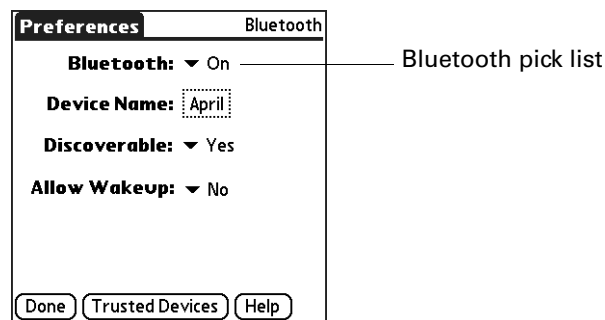 Preferences Bluetooth
Bluetooth: On Bluetooth pick list
Device Name: April
Discoverable: Yes
Allow Wakeup: No
Done Trusted Devices Help